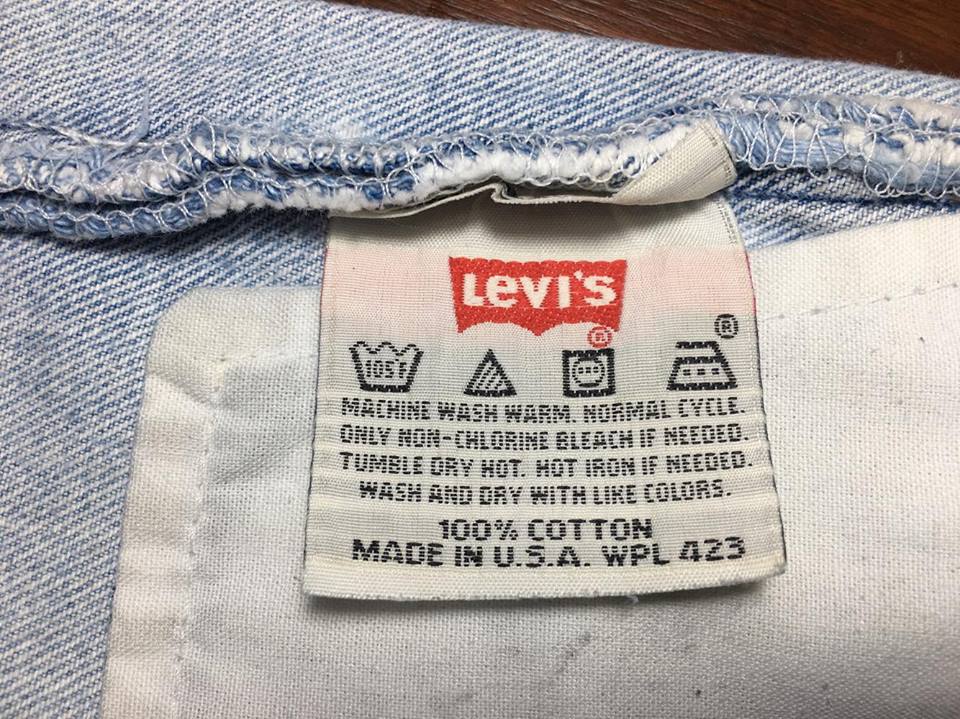 LEVI'S
®
®
105F
MACHINE WASH WARM. NORMAL CYCLE.
ONLY NON-CHLORINE BLEACH IF NEEDED.
TUMBLE DRY HOT. HOT IRON IF NEEDED.
WASH AND DRY WITH LIKE COLORS.
100% COTTON
MADE IN U.S.A. WPL 423